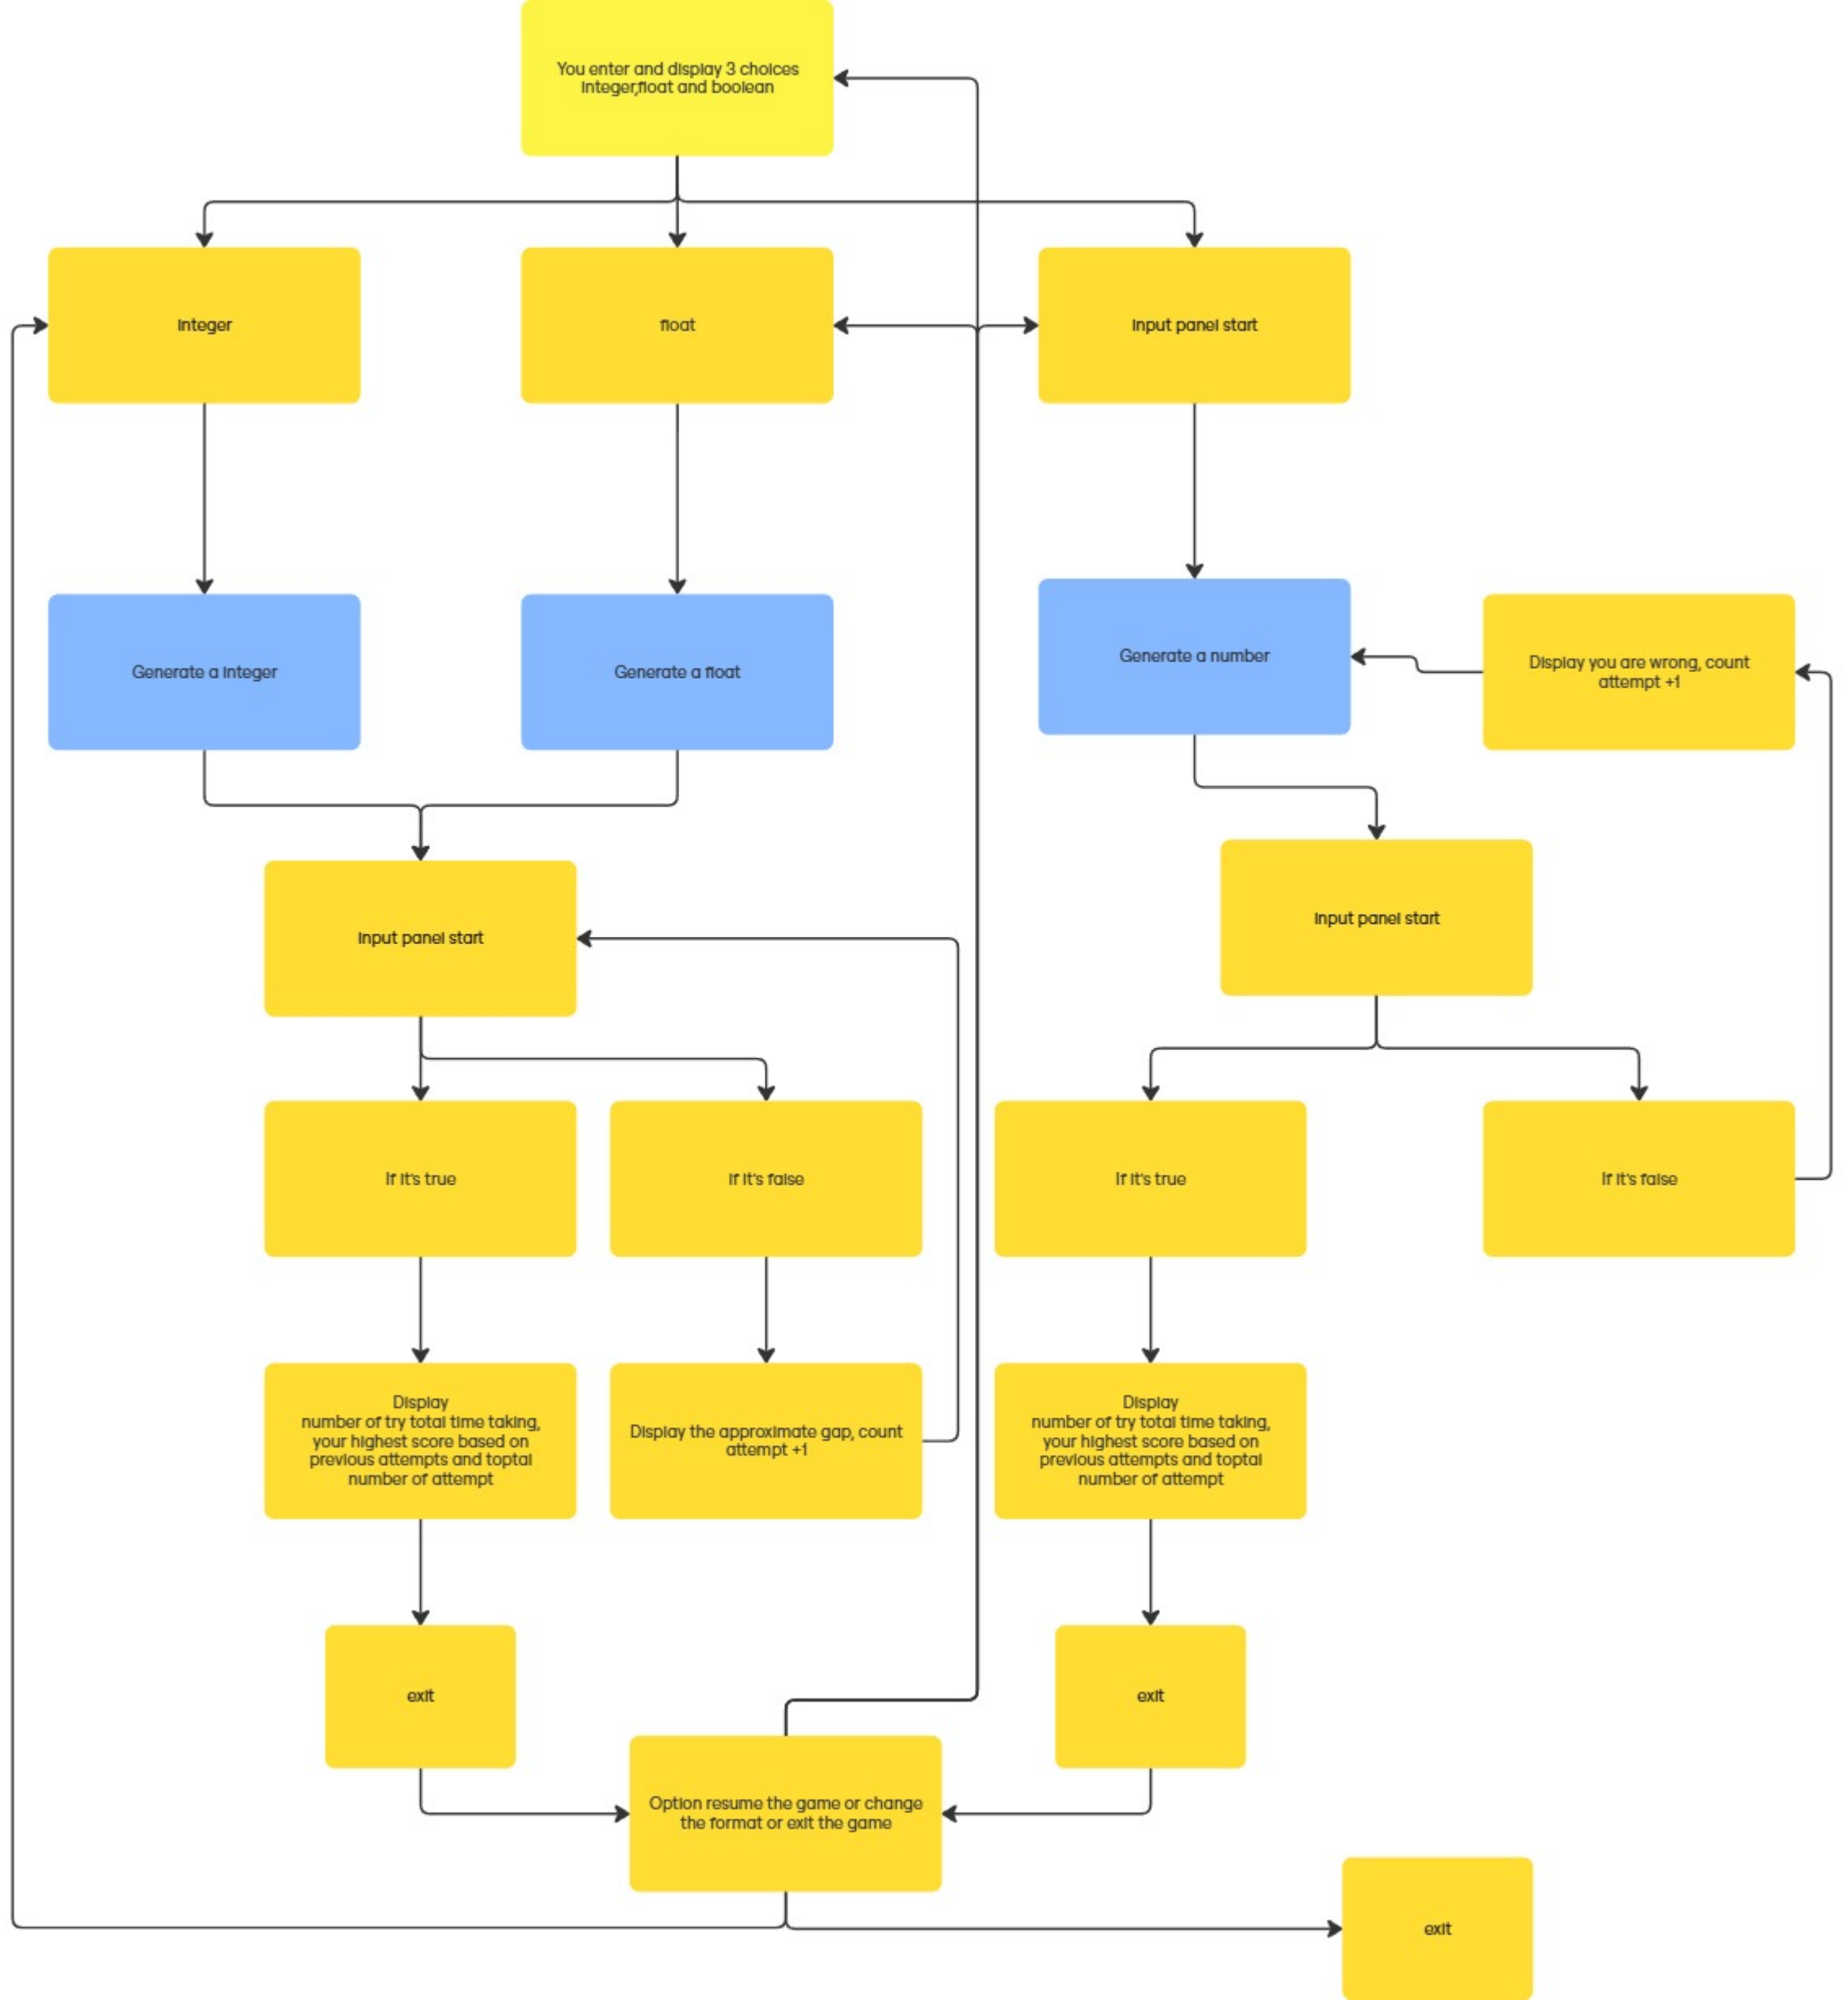 You enter and display 3 choices
Integer,float and boolean
Integer
float
Input panel start
Generate a integer
Generate a float
Generate a number
Display you are wrong, count
attempt +1
Input panel start
Input panel start
If it's true
If it's false
If it's true
If it's false
Display
number of try total time taking,
your highest score based on
previous attempts and toptal
number of attempt
Display the approximate gap, count
attempt +1
Display
number of try total time taking,
your highest score based on
previous attempts and toptal
number of attempt
exit
exit
Option resume the game or change
the format or exit the game
exit